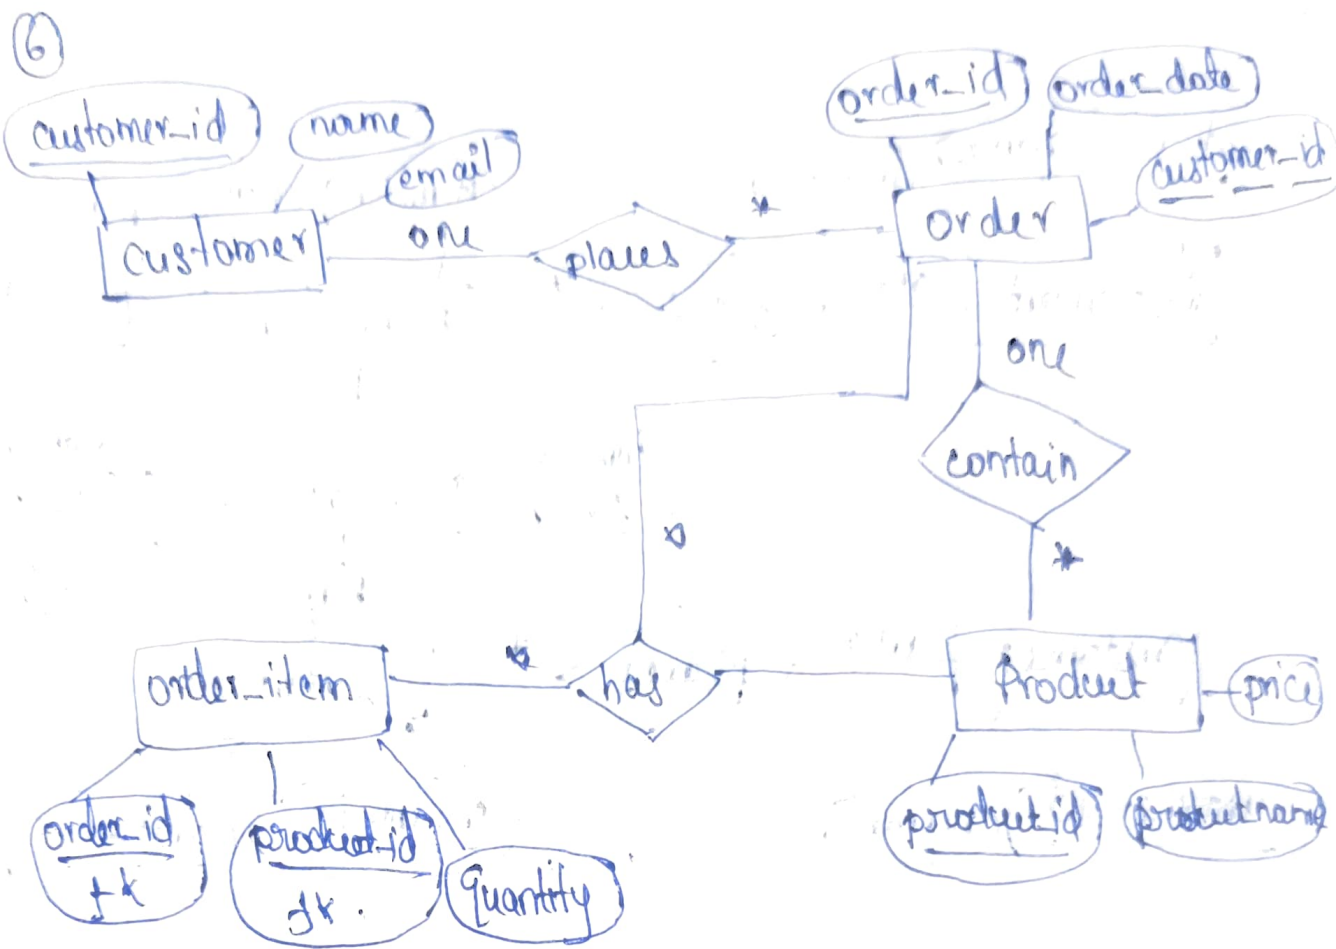 6
customer_id
name
email
order_id
order_date
customer_id
customer
one
places
*
order
one
contain
*
order_item
has
Product
price
order_id
fk
product_id
fk.
quantity
product_id
productname